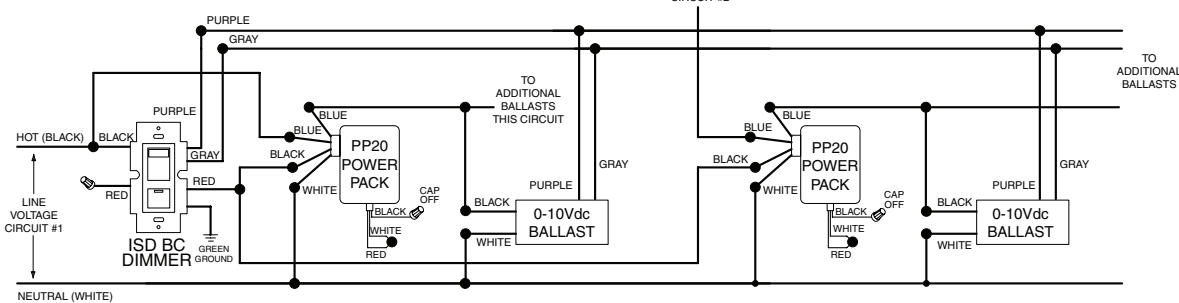 PURPLE
GRAY
TO
ADDITIONAL
BALLASTS
TO
ADDITIONAL
BALLASTS
THIS CIRCUIT
PURPLE
HOT (BLACK)
BLACK
GRAY
RED
RED
LINE
VOLTAGE
CIRCUIT #1
ISD BC
DIMMER
GREEN
GROUND
NEUTRAL (WHITE)
BLUE
BLUE
BLACK
WHITE
PP20
POWER
PACK
CAP
OFF
BLACK
WHITE
RED
GRAY
PURPLE
BLACK
WHITE
0-10Vdc
BALLAST
BLUE
BLUE
BLACK
WHITE
PP20
POWER
PACK
CAP
OFF
BLACK
WHITE
RED
GRAY
PURPLE
BLACK
WHITE
0-10Vdc
BALLAST